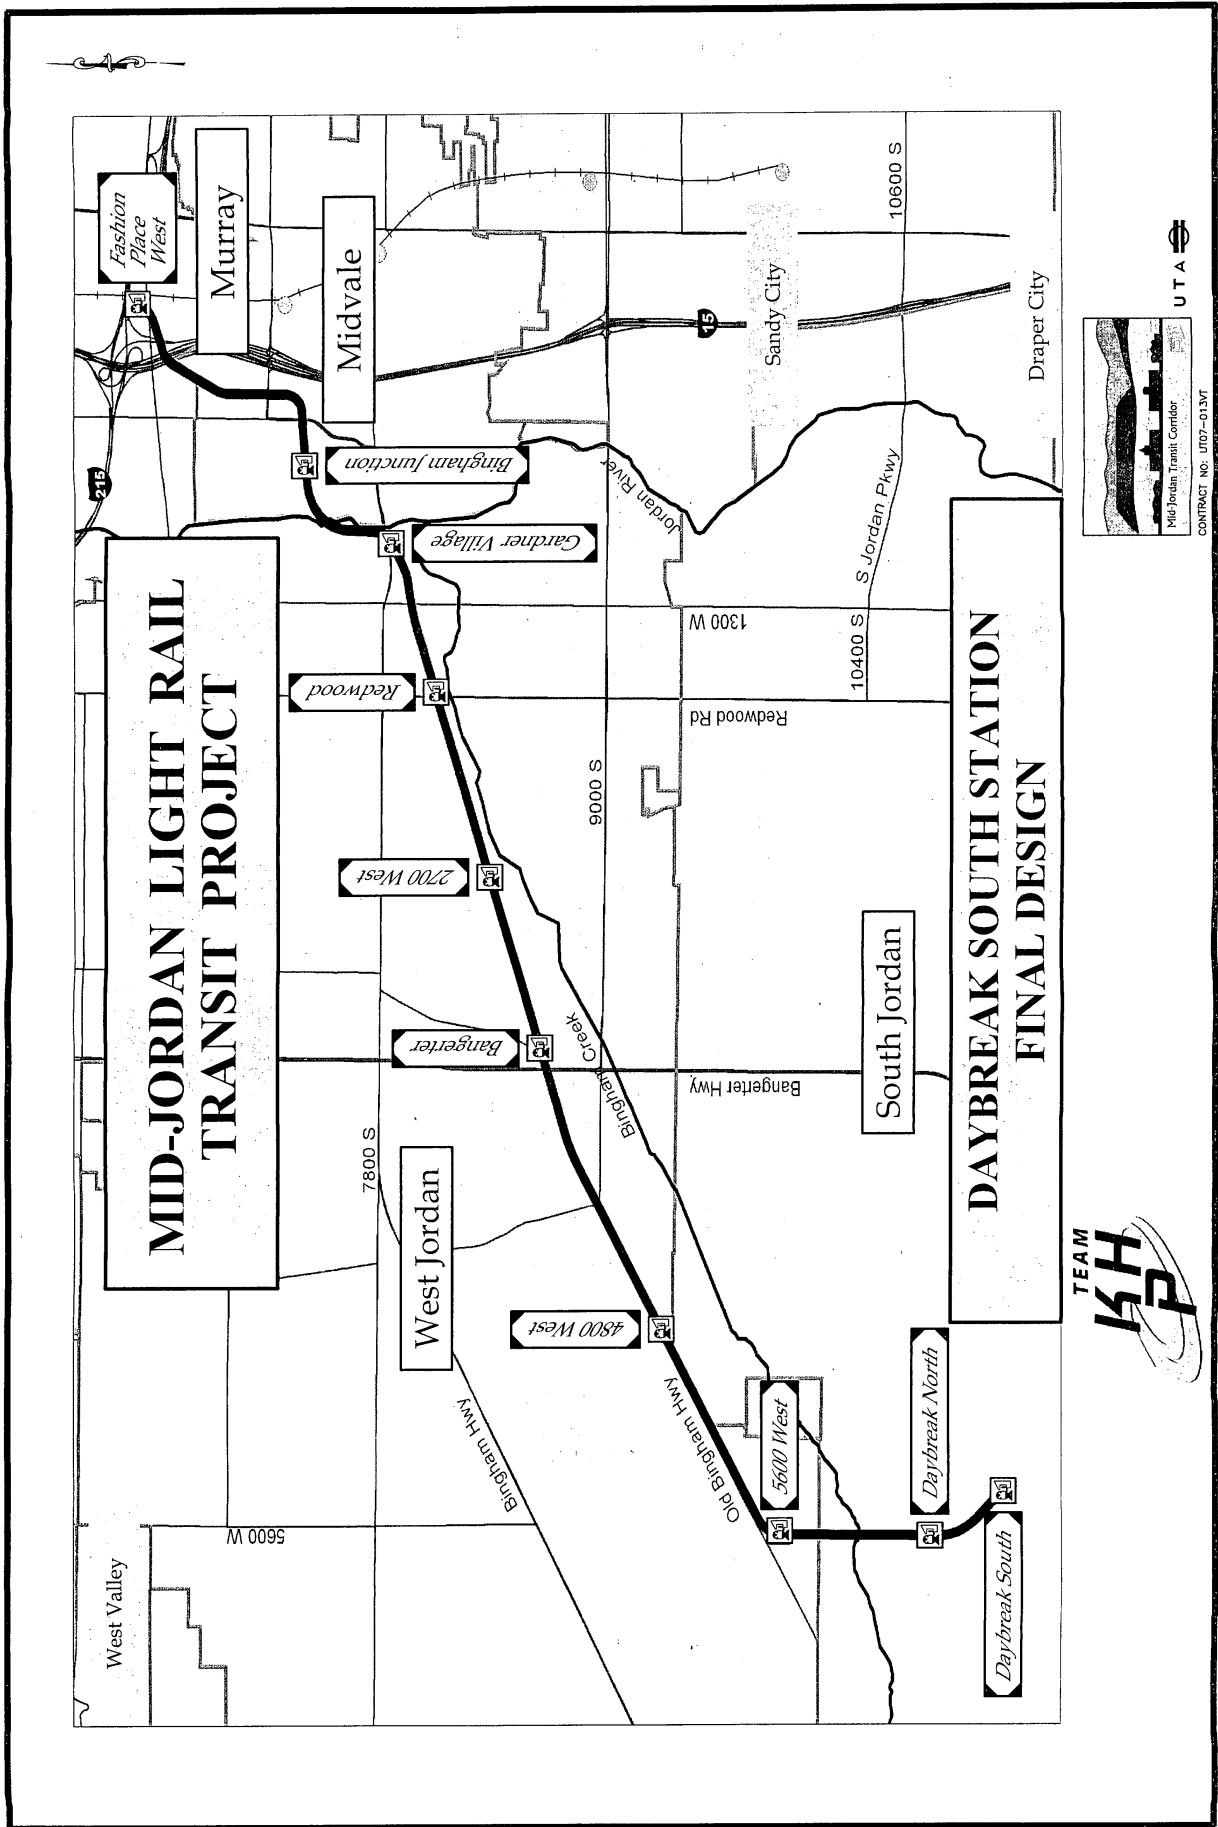 MID-JORDAN LIGHT RAIL
TRANSIT PROJECT
West Valley
5600 W
7800 S
215
Fashion
Place
West
Murray
Midvale
Bingham Junction
Gardner Village
Redwood
2700 West
Bangerter
West Jordan
4800 West
Bingham Hwy
Old Bingham Hwy
Bingham Creek
9000 S
Jordan River
1300 W
Redwood Rd
Bangerter Hwy
15
Sandy City
5600 West
10600 S
S Jordan Pkwy
10400 S
South Jordan
Daybreak North
Daybreak South
Draper City
DAYBREAK SOUTH STATION
FINAL DESIGN
TEAM
KHP
Mid-Jordan Transit Corridor
CONTRACT NO: UT07-013VT
UTA